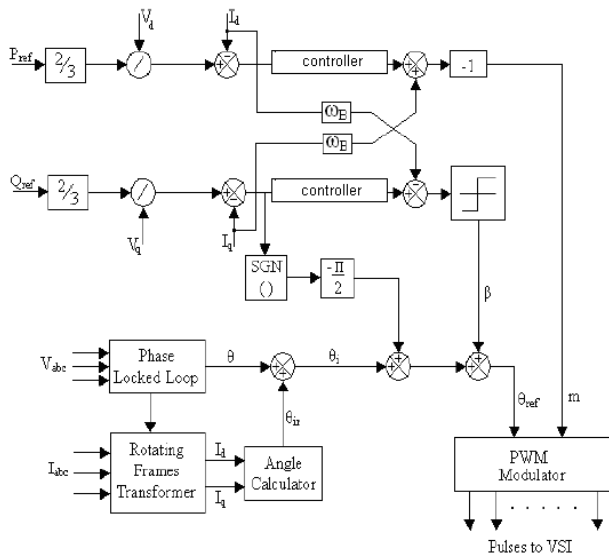 V_d
I_d
P_ref
2/3
/
controller
-1
ω_B
ω_B
Q_ref
2/3
/
controller
V_q
I_q
SGN
( )
-π
2
β
V_abc
Phase
Locked Loop
θ
θ_i
θ_ref
m
θ_ir
I_abc
Rotating
Frames
Transformer
I_d
I_q
Angle
Calculator
PWM
Modulator
. . . . .
Pulses to VSI